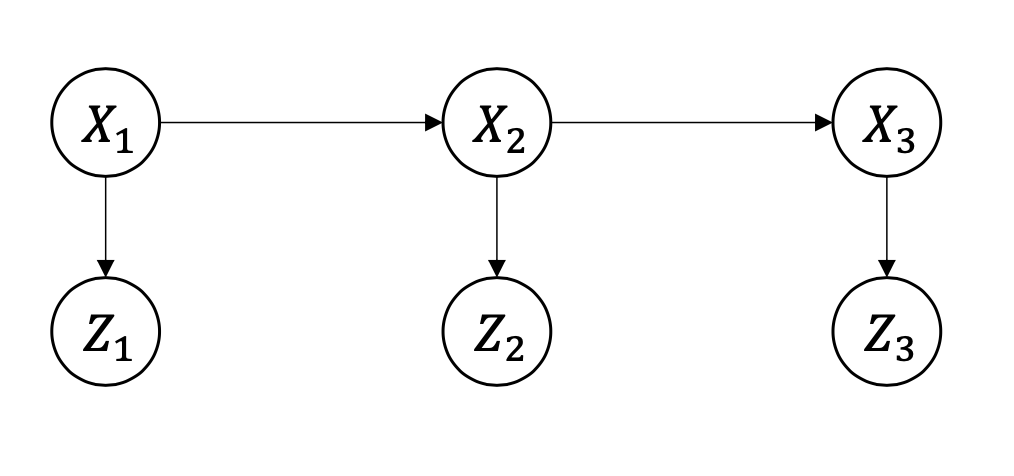 X₁ X₂ X₃
Z₁ Z₂ Z₃